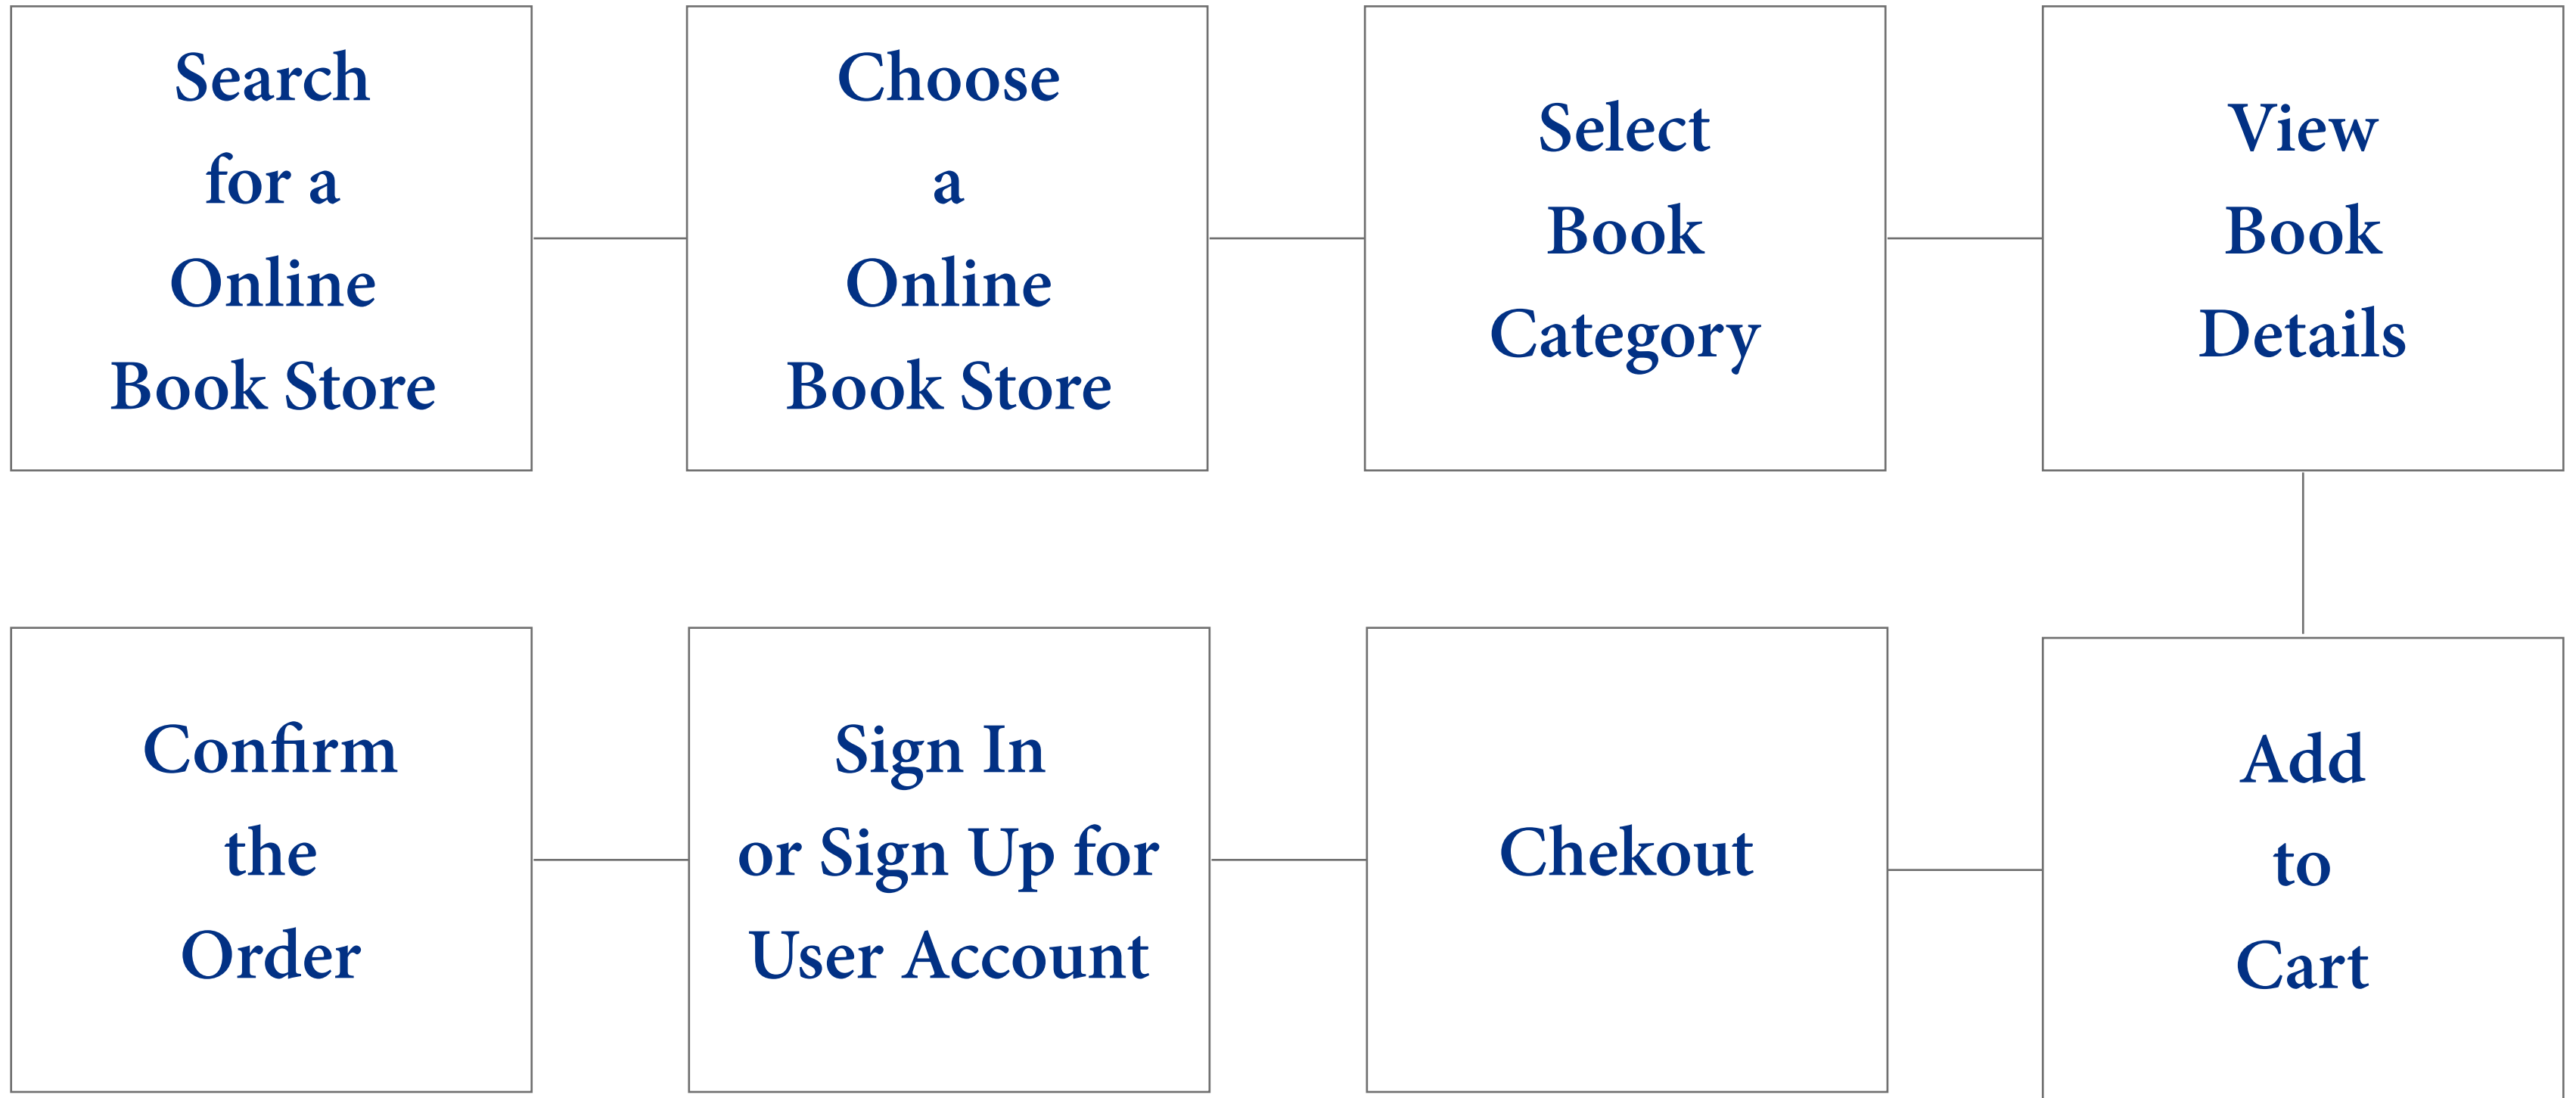 Search
for a
Online
Book Store
Choose
a
Online
Book Store
Select
Book
Category
View
Book
Details
Confirm
the
Order
Sign In
or Sign Up for
User Account
Chekout
Add
to
Cart